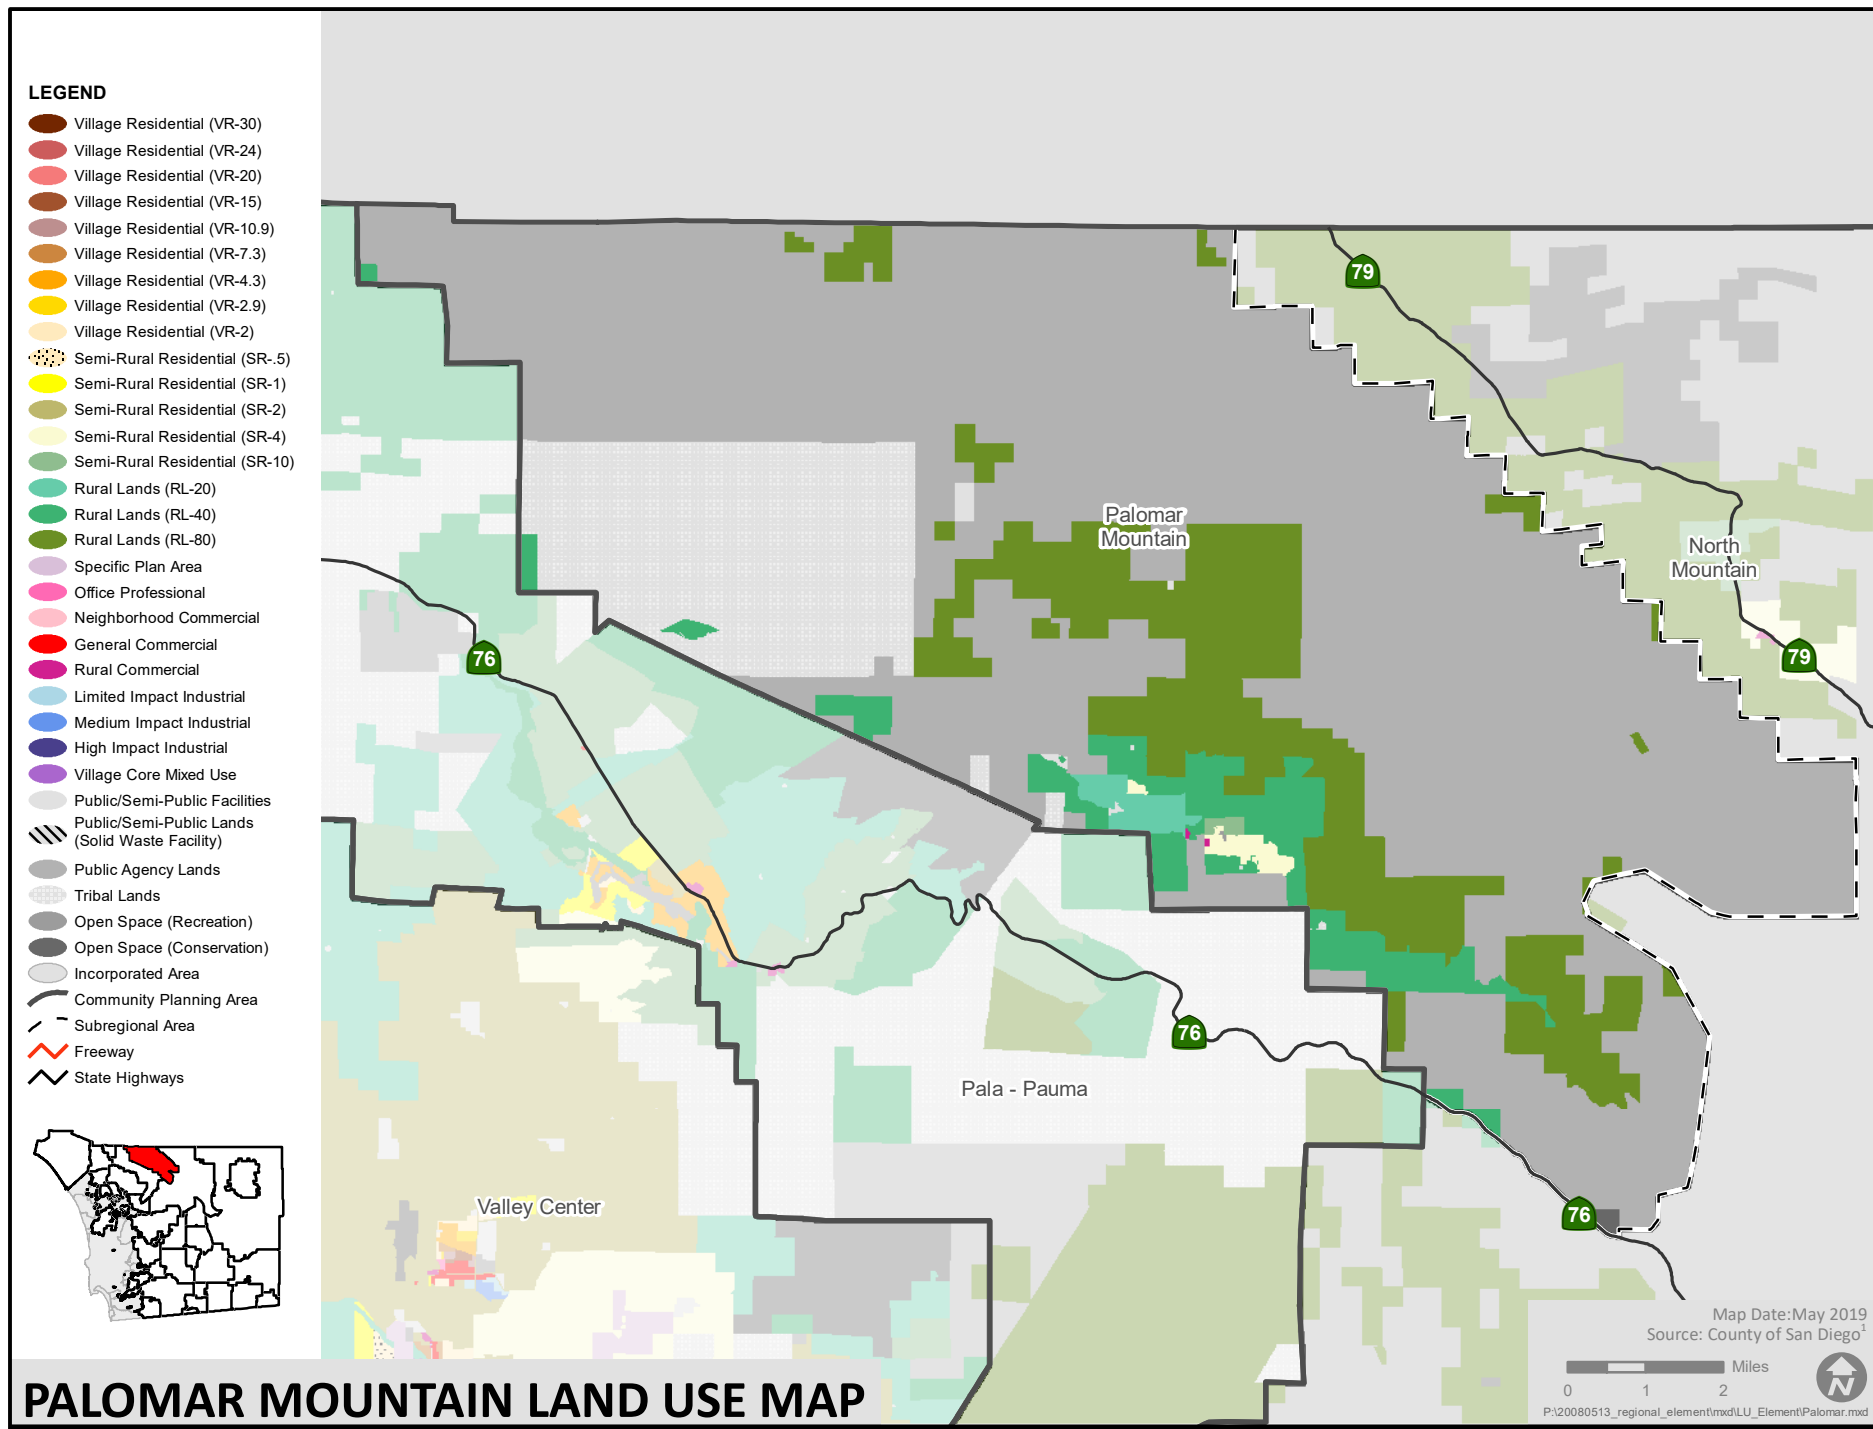 LEGEND
Village Residential (VR-30)
Village Residential (VR-24)
Village Residential (VR-20)
Village Residential (VR-15)
Village Residential (VR-10.9)
Village Residential (VR-7.3)
Village Residential (VR-4.3)
Village Residential (VR-2.9)
Village Residential (VR-2)
Semi-Rural Residential (SR-.5)
Semi-Rural Residential (SR-1)
Semi-Rural Residential (SR-2)
Semi-Rural Residential (SR-4)
Semi-Rural Residential (SR-10)
Rural Lands (RL-20)
Rural Lands (RL-40)
Rural Lands (RL-80)
Specific Plan Area
Office Professional
Neighborhood Commercial
General Commercial
Rural Commercial
Limited Impact Industrial
Medium Impact Industrial
High Impact Industrial
Village Core Mixed Use
Public/Semi-Public Facilities
Public/Semi-Public Lands
(Solid Waste Facility)
Public Agency Lands
Tribal Lands
Open Space (Recreation)
Open Space (Conservation)
Incorporated Area
Community Planning Area
Subregional Area
Freeway
State Highways
79
Palomar
Mountain
North
Mountain
79
76
76
Pala - Pauma
Valley Center
76
Map Date:May 2019
Source: County of San Diego1
Miles
0 1 2
N
P:\20080513_regional_element\mxd\LU_Element\Palomar.mxd
PALOMAR MOUNTAIN LAND USE MAP